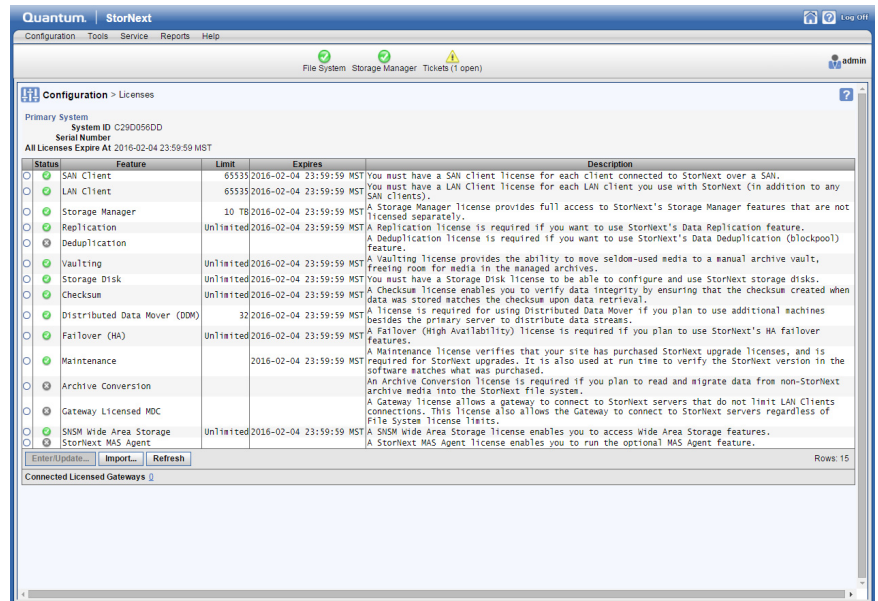 Quantum. | StorNext
Log Off
Configuration Tools Service Reports Help
File System Storage Manager Tickets (1 open)
admin
Configuration > Licenses
Primary System
System ID C29D056DD
Serial Number
All Licenses Expire At 2016-02-04 23:59:59 MST
Status Feature Limit Expires Description
SAN Client 65535 2016-02-04 23:59:59 MST You must have a SAN client license for each client connected to StorNext over a SAN.
LAN Client 65535 2016-02-04 23:59:59 MST You must have a LAN Client license for each LAN client you use with StorNext (in addition to any
SAN clients).
Storage Manager 10 TB 2016-02-04 23:59:59 MST A Storage Manager license provides full access to StorNext's Storage Manager features that are not
licensed separately.
Replication Unlimited 2016-02-04 23:59:59 MST A Replication license is required if you want to use StorNext's Data Replication feature.
Deduplication A Deduplication license is required if you want to use StorNext's Data Deduplication (blockpool)
feature.
Vaulting Unlimited 2016-02-04 23:59:59 MST A Vaulting license provides the ability to move seldom-used media to a manual archive vault,
freeing room for media in the managed archives.
Storage Disk Unlimited 2016-02-04 23:59:59 MST You must have a Storage Disk license to be able to configure and use StorNext storage disks.
Checksum Unlimited 2016-02-04 23:59:59 MST A Checksum license enables you to verify data integrity by ensuring that the checksum created when
data was stored matches the checksum upon data retrieval.
Distributed Data Mover (DDM) 32 2016-02-04 23:59:59 MST A license is required for using Distributed Data Mover if you plan to use additional machines
besides the primary server to distribute data streams.
Failover (HA) Unlimited 2016-02-04 23:59:59 MST A Failover (High Availability) license is required if you plan to use StorNext's HA failover
features.
Maintenance 2016-02-04 23:59:59 MST A Maintenance license verifies that your site has purchased StorNext upgrade licenses, and is
required for StorNext upgrades. It is also used at run time to verify the StorNext version in the
software matches what was purchased.
Archive Conversion An Archive Conversion license is required if you plan to read and migrate data from non-StorNext
archive media into the StorNext file system.
Gateway Licensed MDC A Gateway license allows a gateway to connect to StorNext servers that do not limit LAN Clients
connections. This license also allows the Gateway to connect to StorNext servers regardless of
File System license limits.
SNSM Wide Area Storage Unlimited 2016-02-04 23:59:59 MST A SNSM Wide Area Storage license enables you to access Wide Area Storage features.
StorNext MAS Agent A StorNext MAS Agent license enables you to run the optional MAS Agent feature.
Enter/Update... Import... Refresh Rows: 15
Connected Licensed Gateways 0